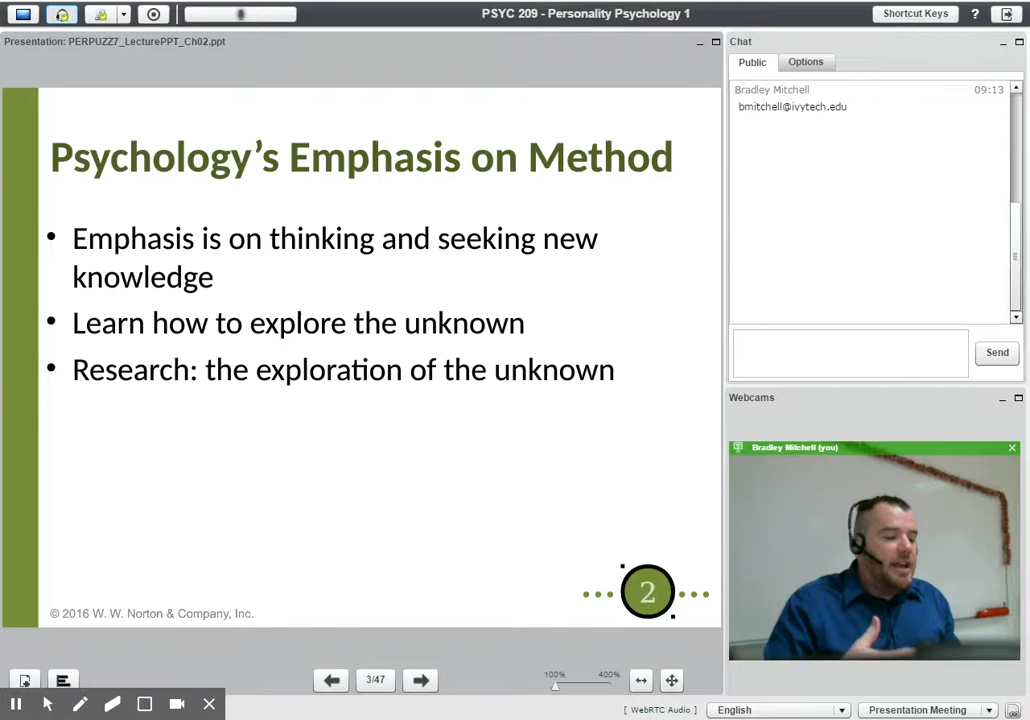 PSYC 209 - Personality Psychology 1
Shortcut Keys
?
Presentation: PERPUZZ7_LecturePPT_Ch02.ppt
Psychology’s Emphasis on Method
• Emphasis is on thinking and seeking new
knowledge
• Learn how to explore the unknown
• Research: the exploration of the unknown
2
© 2016 W. W. Norton & Company, Inc.
3/47
100%
400%
Chat
Public
Options
Bradley Mitchell
09:13
bmitchell@ivytech.edu
Send
Webcams
Bradley Mitchell (you)
[ WebRTC Audio ]
English
Presentation Meeting